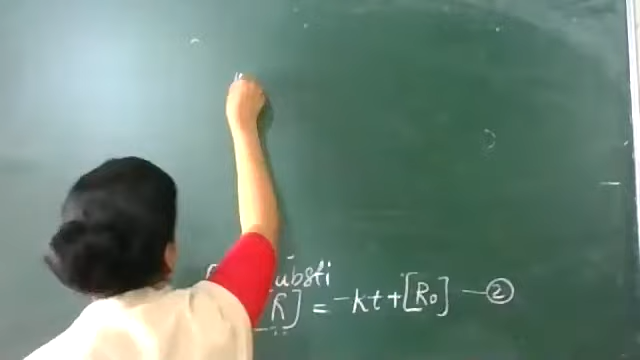 substi
[R] = -kt + [R₀] — ②